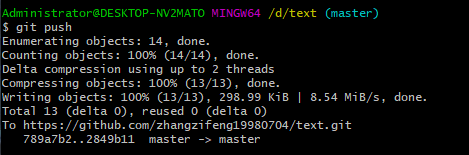 Administrator@DESKTOP-NV2MATO MINGW64 /d/text (master)
$ git push
Enumerating objects: 14, done.
Counting objects: 100% (14/14), done.
Delta compression using up to 2 threads
Compressing objects: 100% (13/13), done.
Writing objects: 100% (13/13), 298.99 KiB | 8.54 MiB/s, done.
Total 13 (delta 0), reused 0 (delta 0)
To https://github.com/zhangzifeng19980704/text.git
789a7b2..2849b11 master -> master